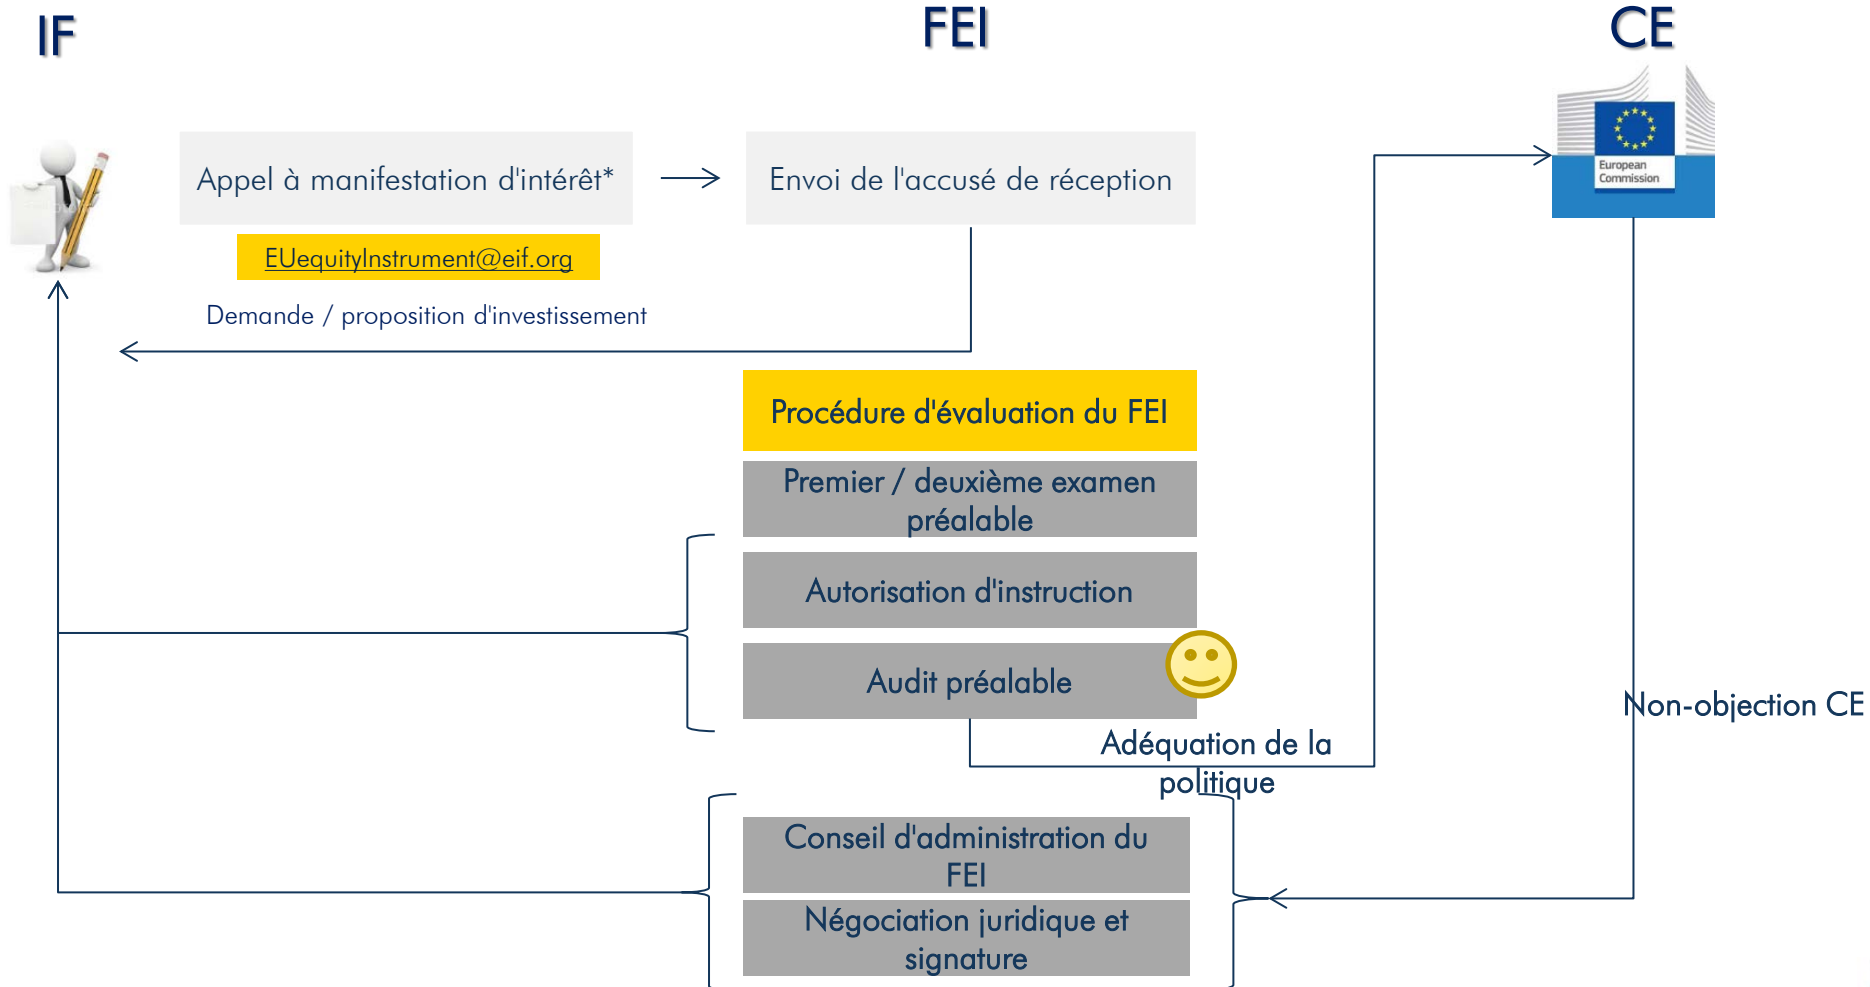 IF
FEI
CE
Appel à manifestation d'intérêt*
Envoi de l'accusé de réception
European
Commission
EUequityInstrument@eif.org
Demande / proposition d'investissement
Procédure d'évaluation du FEI
Premier / deuxième examen
préalable
Autorisation d'instruction
Audit préalable
Non-objection CE
Adéquation de la
politique
Conseil d'administration du
FEI
Négociation juridique et
signature